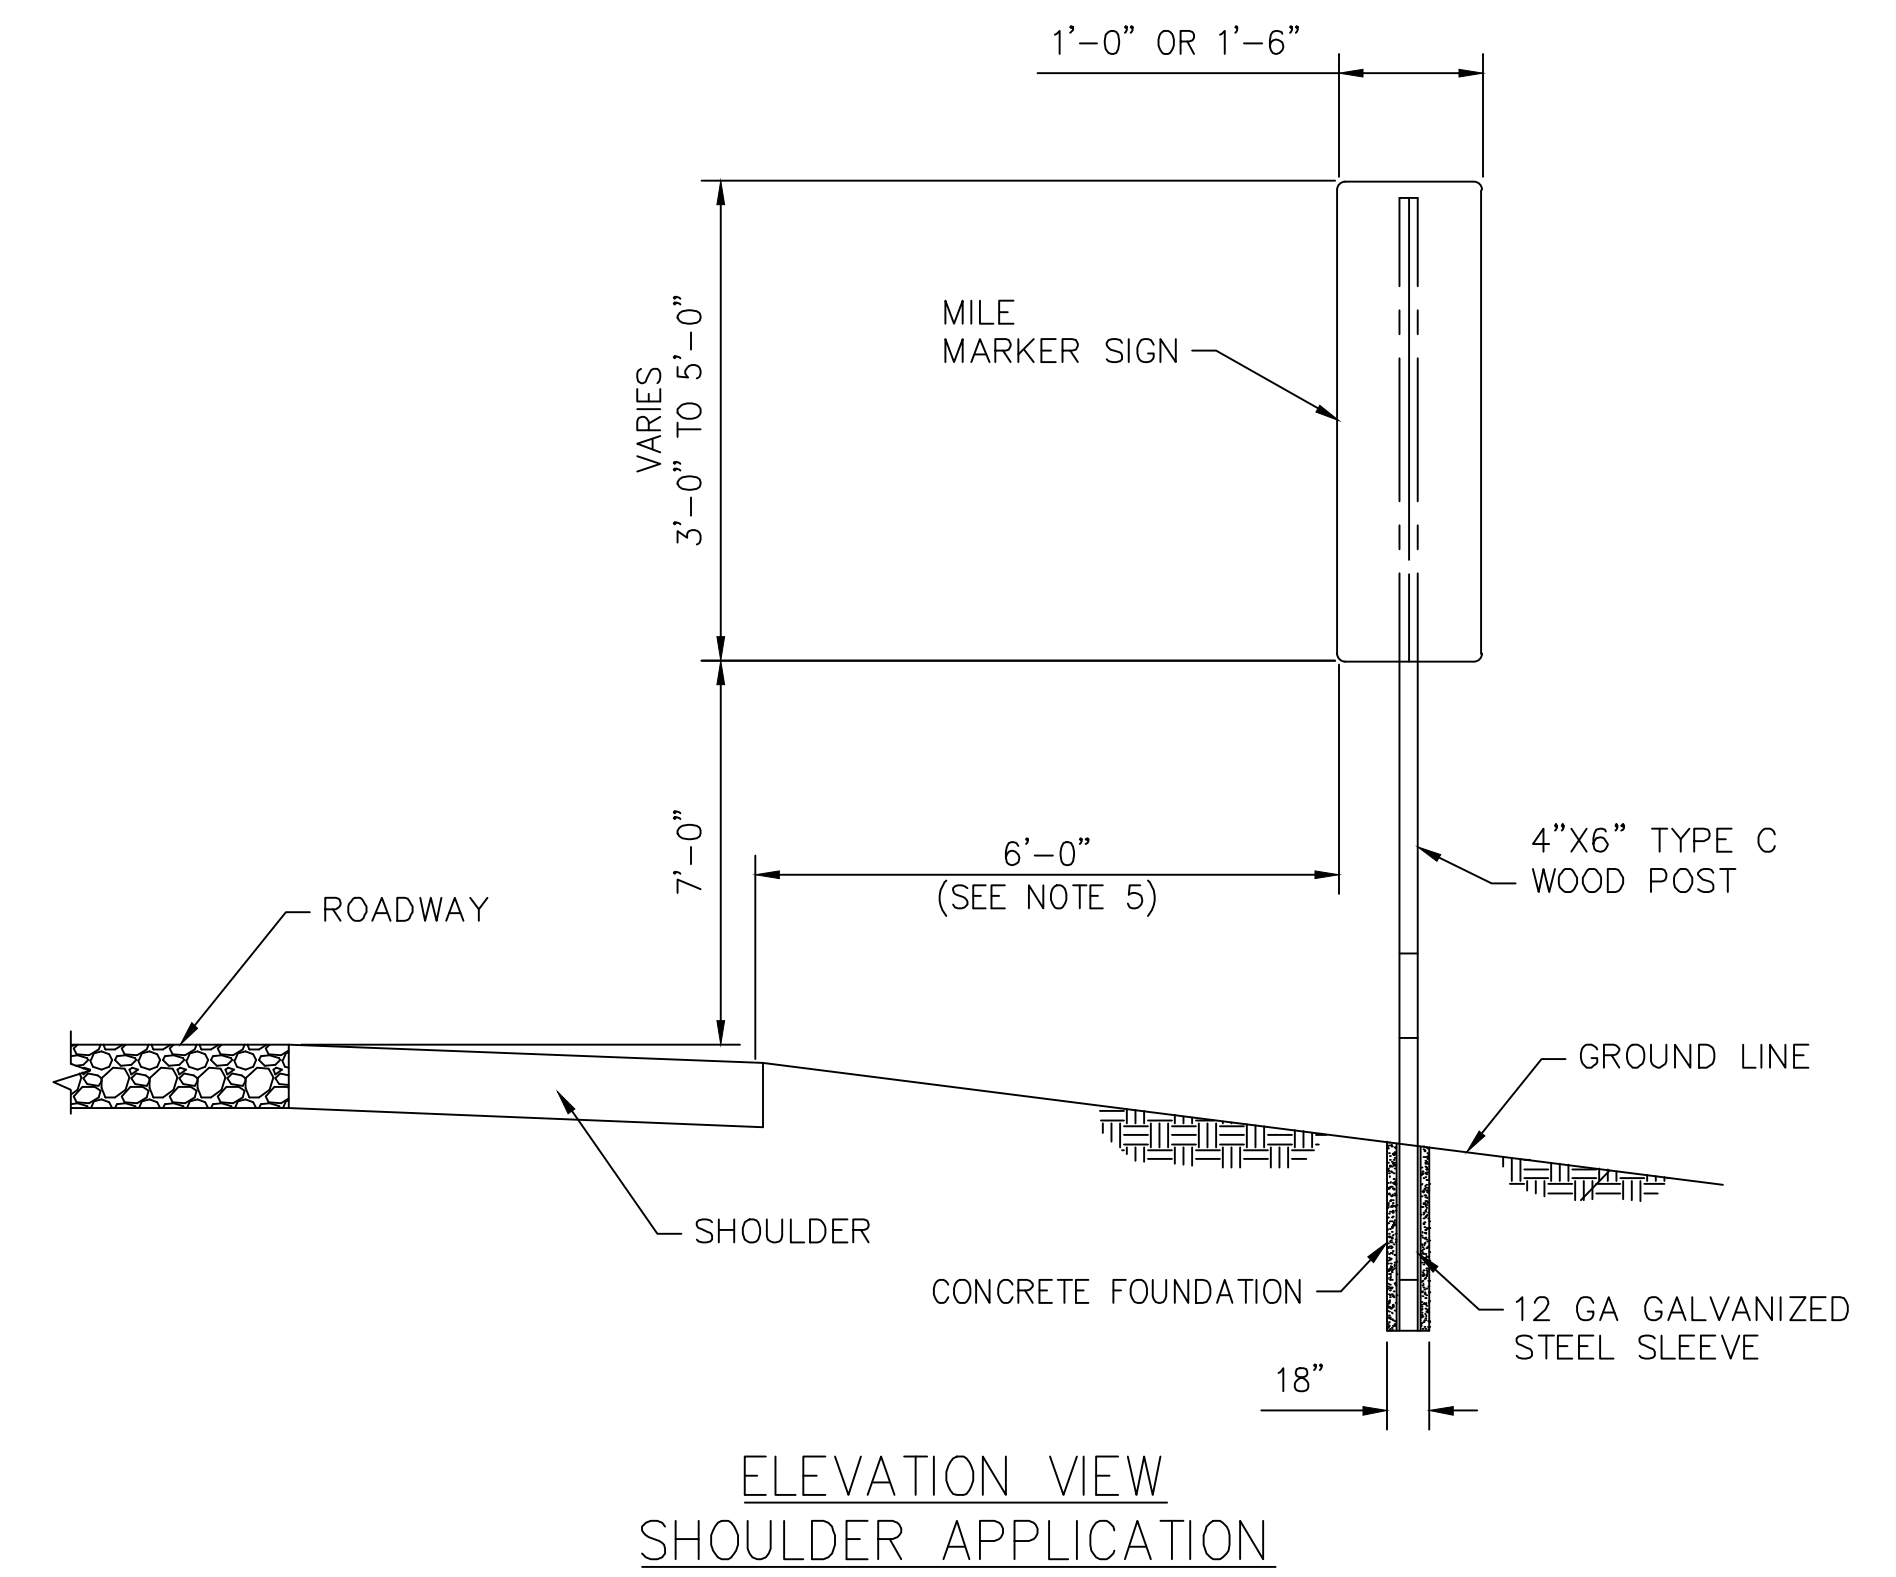 1'-0" OR 1'-6"
VARIES
3'-0" TO 5'-0"
MILE
MARKER SIGN
7'-0"
6'-0"
(SEE NOTE 5)
4"X6" TYPE C
WOOD POST
ROADWAY
GROUND LINE
SHOULDER
CONCRETE FOUNDATION
12 GA GALVANIZED
STEEL SLEEVE
18"
ELEVATION VIEW
SHOULDER APPLICATION